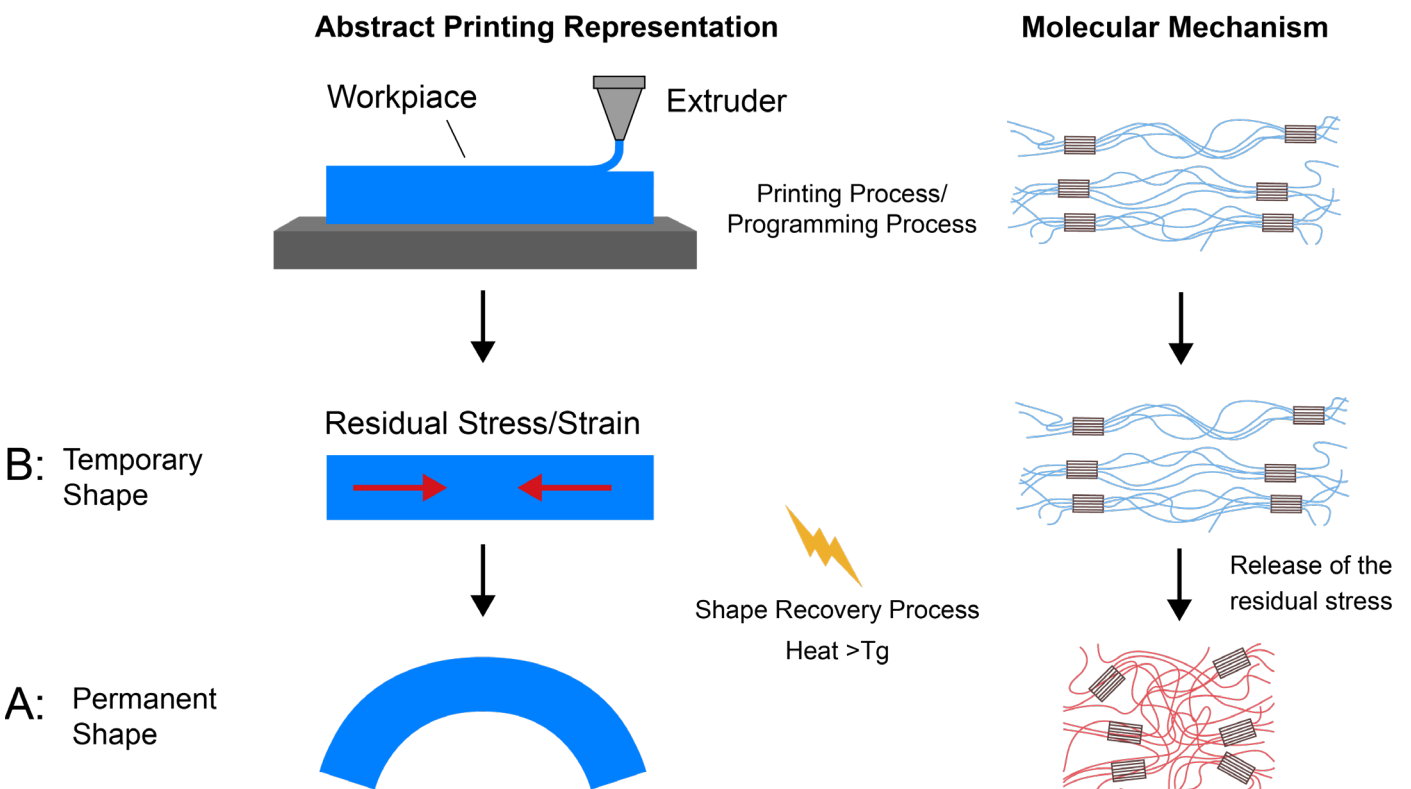 Abstract Printing Representation
Molecular Mechanism
Workpiace
Extruder
Printing Process/
Programming Process
Residual Stress/Strain
B: Temporary
Shape
Release of the
residual stress
Shape Recovery Process
Heat >Tg
A: Permanent
Shape